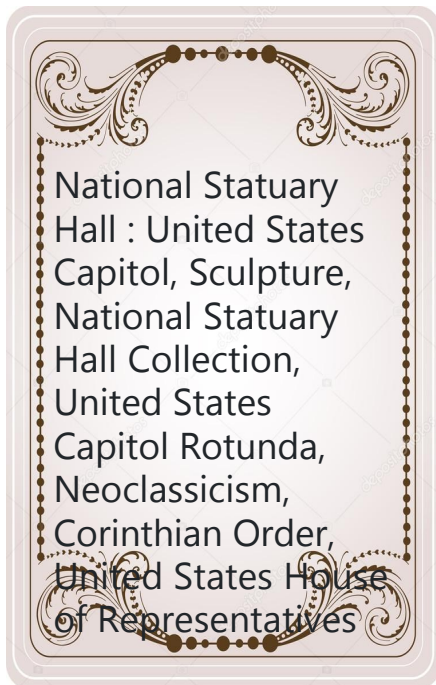 National Statuary
Hall : United States
Capitol, Sculpture,
National Statuary
Hall Collection,
United States
Capitol Rotunda,
Neoclassicism,
Corinthian Order,
United States House
of Representatives